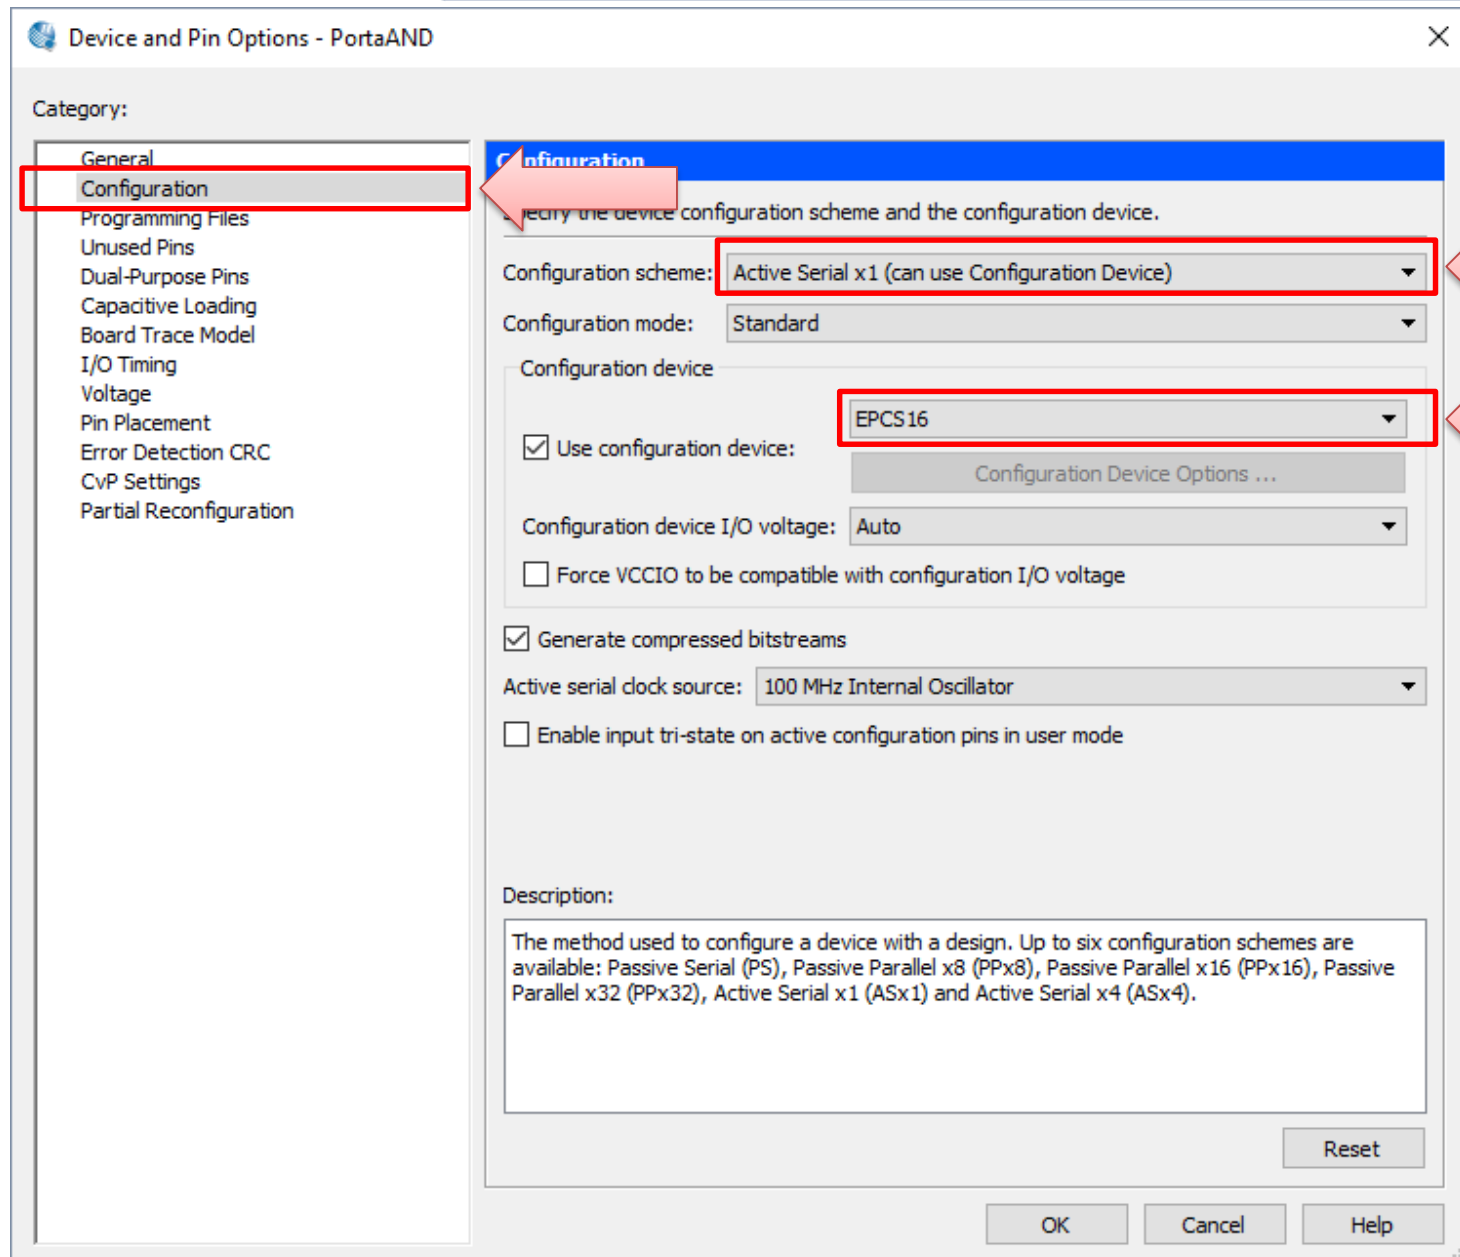 Device and Pin Options - PortaAND
Category:
General
Configuration
Programming Files
Unused Pins
Dual-Purpose Pins
Capacitive Loading
Board Trace Model
I/O Timing
Voltage
Pin Placement
Error Detection CRC
CvP Settings
Partial Reconfiguration
Configuration
Specify the device configuration scheme and the configuration device.
Configuration scheme: Active Serial x1 (can use Configuration Device)
Configuration mode: Standard
Configuration device
EPCS16
Use configuration device:
Configuration Device Options ...
Configuration device I/O voltage: Auto
Force VCCIO to be compatible with configuration I/O voltage
Generate compressed bitstreams
Active serial clock source: 100 MHz Internal Oscillator
Enable input tri-state on active configuration pins in user mode
Description:
The method used to configure a device with a design. Up to six configuration schemes are
available: Passive Serial (PS), Passive Parallel x8 (PPx8), Passive Parallel x16 (PPx16), Passive
Parallel x32 (PPx32), Active Serial x1 (ASx1) and Active Serial x4 (ASx4).
Reset
OK Cancel Help